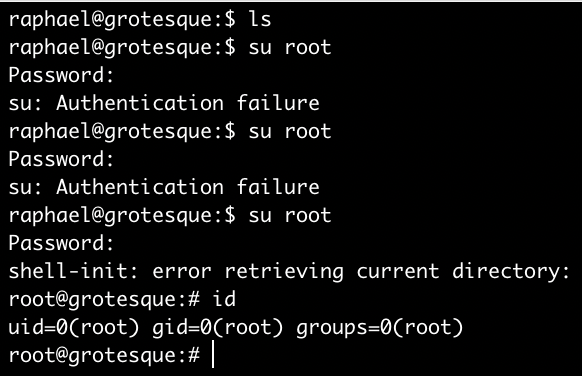 raphael@grotesque:$ ls
raphael@grotesque:$ su root
Password:
su: Authentication failure
raphael@grotesque:$ su root
Password:
su: Authentication failure
raphael@grotesque:$ su root
Password:
shell-init: error retrieving current directory:
root@grotesque:# id
uid=0(root) gid=0(root) groups=0(root)
root@grotesque:#